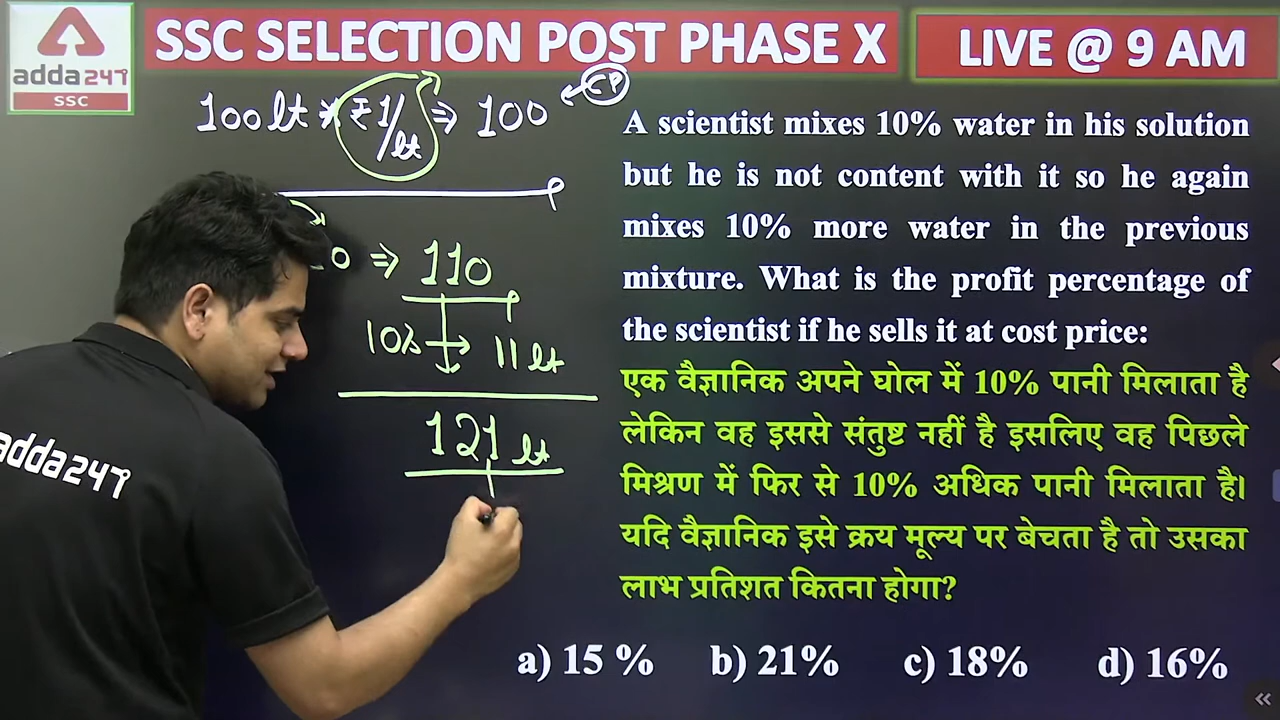 adda247
SSC
SSC SELECTION POST PHASE X
LIVE @ 9 AM
100 lt * ₹1/lt ⇒ 100 ← CP
0 ⇒ 110
10% → 11 lt
121 lt
adda247
A scientist mixes 10% water in his solution
but he is not content with it so he again
mixes 10% more water in the previous
mixture. What is the profit percentage of
the scientist if he sells it at cost price:
एक वैज्ञानिक अपने घोल में 10% पानी मिलाता है
लेकिन वह इससे संतुष्ट नहीं है इसलिए वह पिछले
मिश्रण में फिर से 10% अधिक पानी मिलाता है।
यदि वैज्ञानिक इसे क्रय मूल्य पर बेचता है तो उसका
लाभ प्रतिशत कितना होगा?
a) 15 % b) 21% c) 18% d) 16%